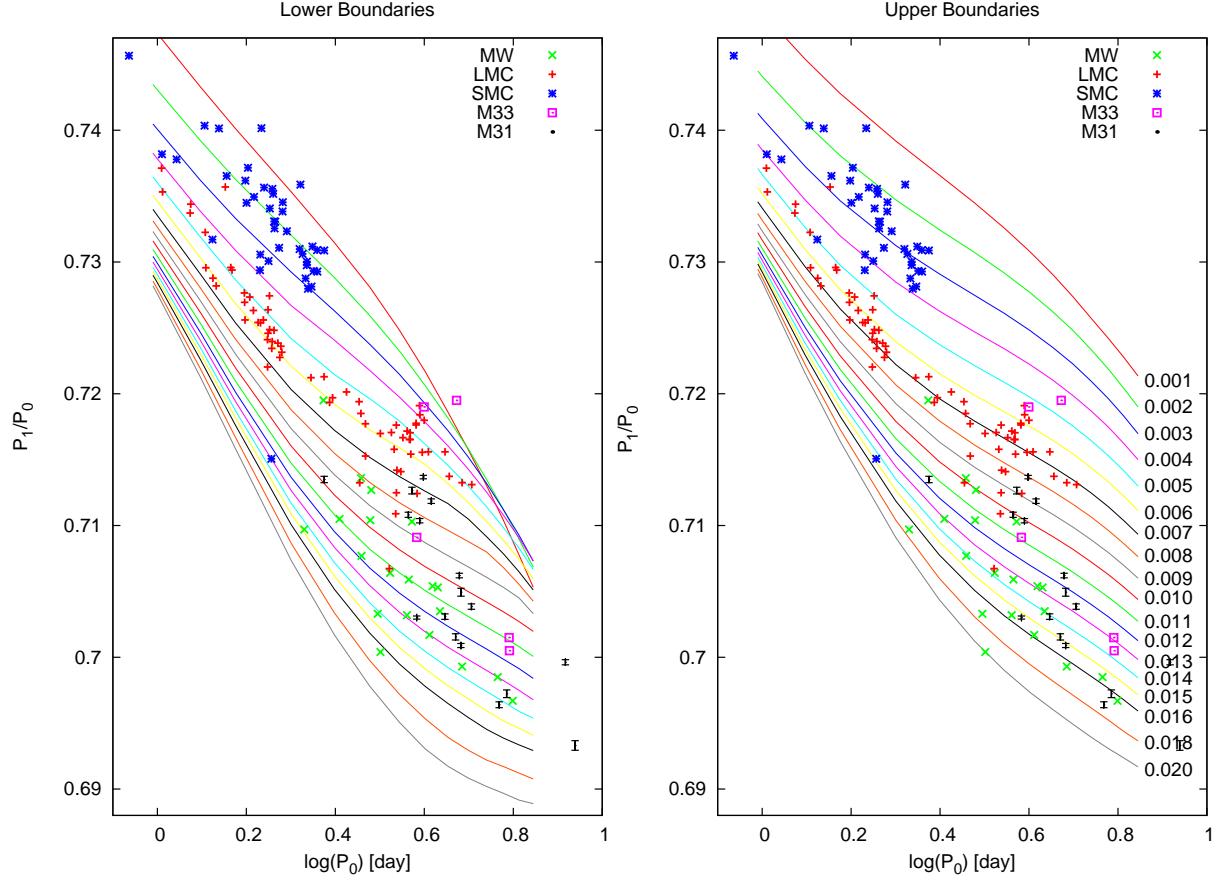 Lower Boundaries
P1/P0
0.74
0.73
0.72
0.71
0.7
0.69
MW
LMC
SMC
M33
M31
0
0.2
0.4
0.6
0.8
1
log(P0) [day]
Upper Boundaries
P1/P0
0.74
0.73
0.72
0.71
0.7
0.69
MW
LMC
SMC
M33
M31
0.001
0.002
0.003
0.004
0.005
0.006
0.007
0.008
0.009
0.010
0.011
0.012
0.013
0.014
0.015
0.016
0.018
0.020
0
0.2
0.4
0.6
0.8
1
log(P0) [day]